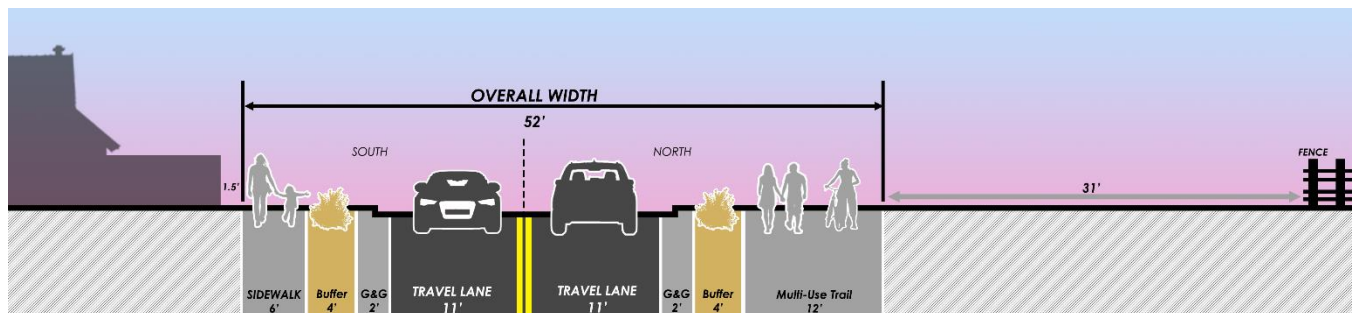 OVERALL WIDTH
52'
SOUTH
NORTH
FENCE
1.5'
31'
SIDEWALK
6'
Buffer
4'
G&G
2'
TRAVEL LANE
11'
TRAVEL LANE
11'
G&G
2'
Buffer
4'
Multi-Use Trail
12'